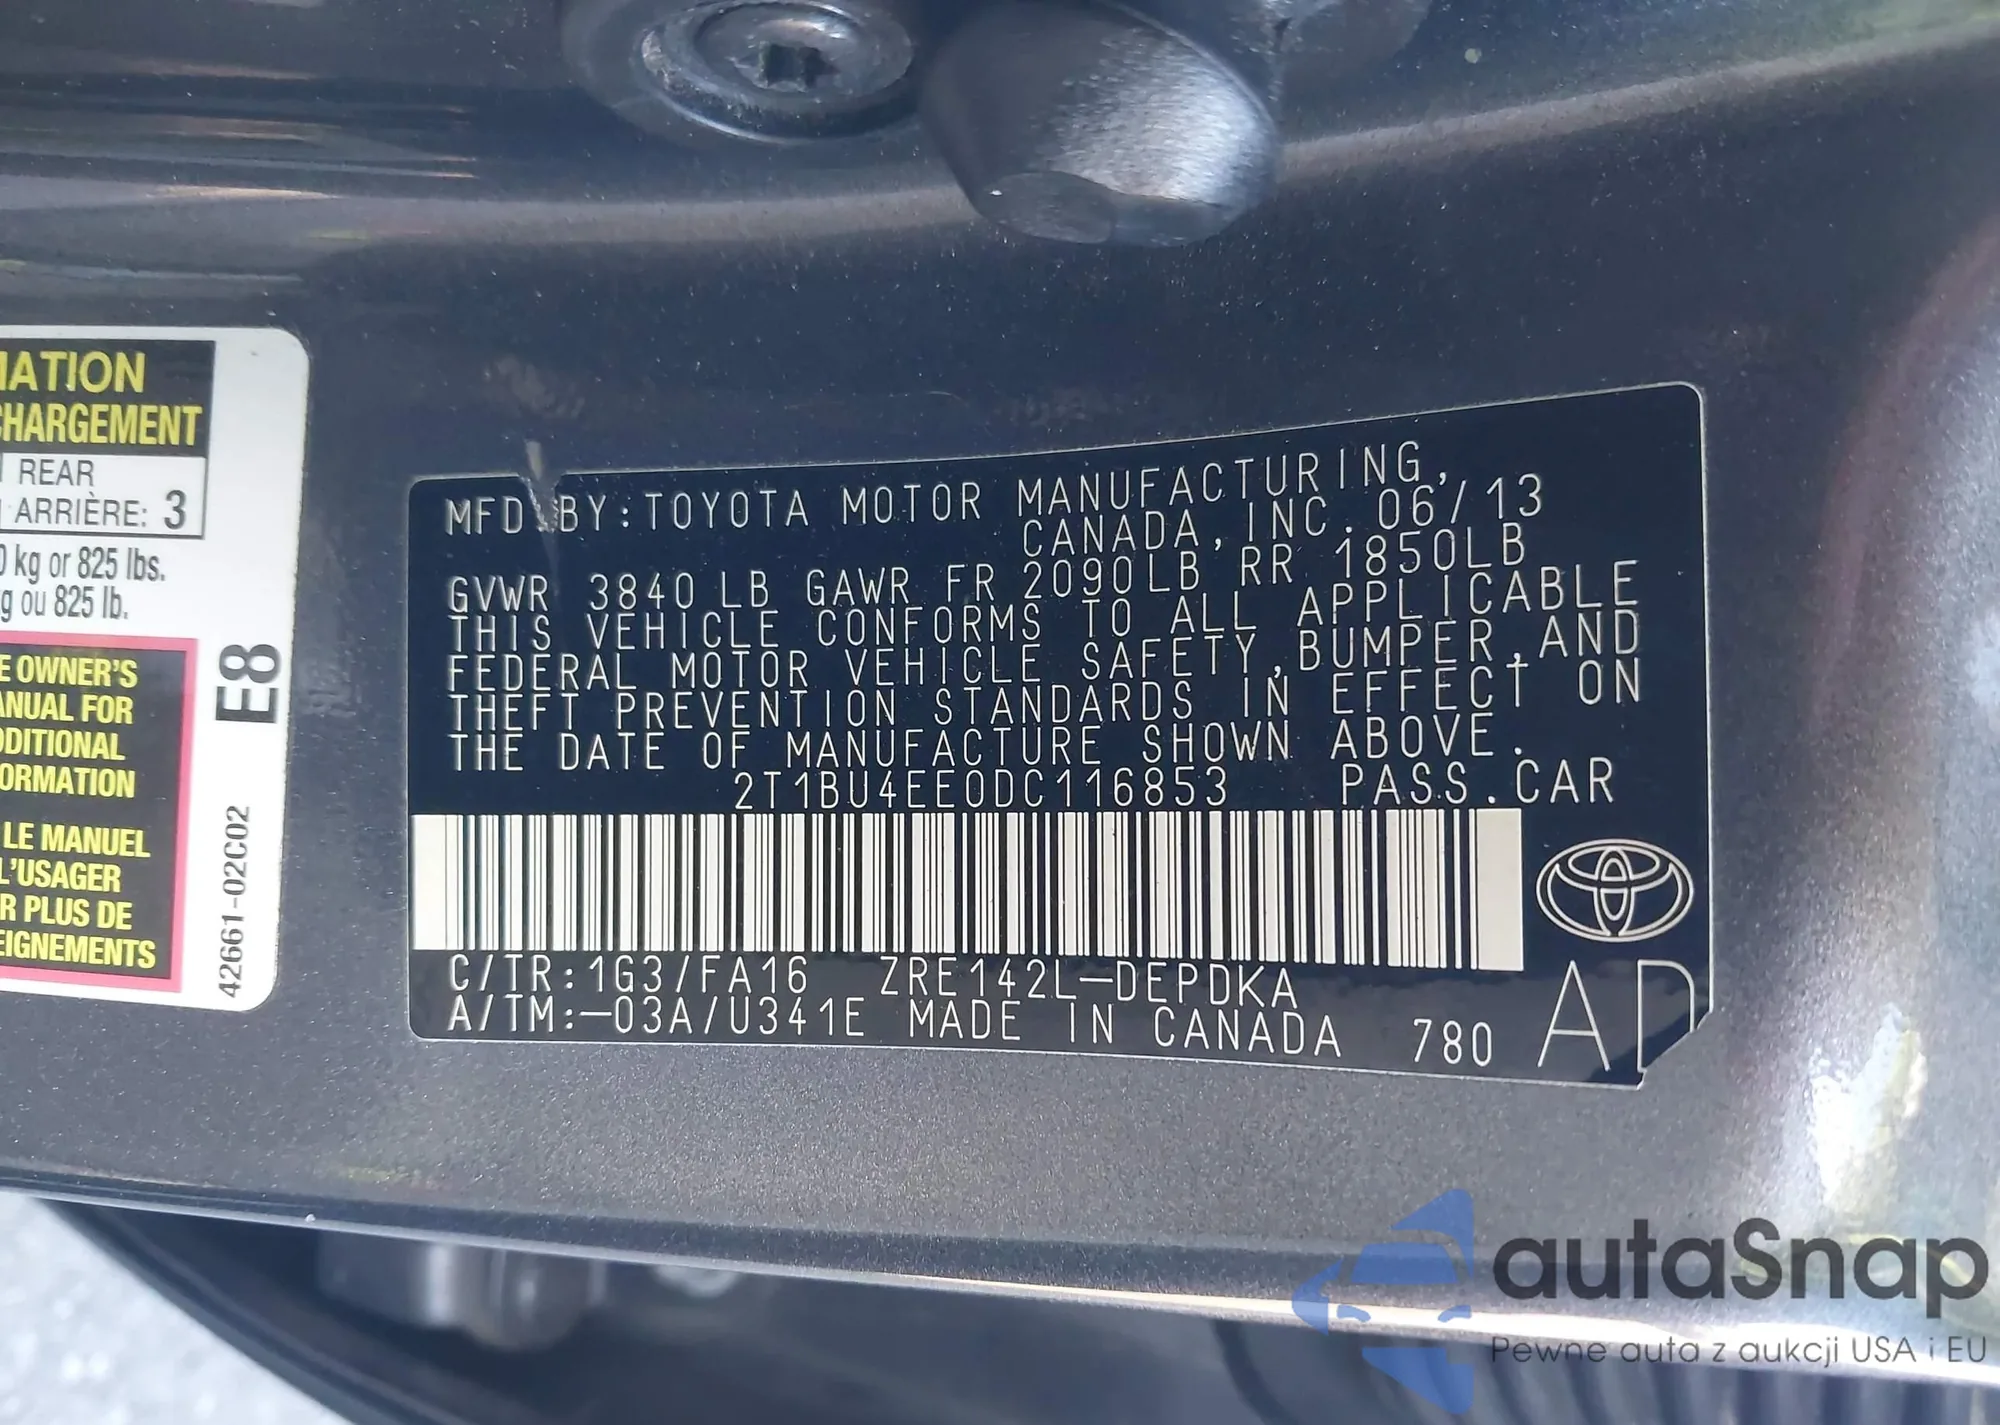 MATION
CHARGEMENT
REAR
ARRIÈRE: 3
0 kg or 825 lbs.
g ou 825 lb.
E OWNER'S
ANUAL FOR
DDITIONAL
FORMATION
LE MANUEL
L'USAGER
R PLUS DE
EIGNEMENTS
E8
42661-02C02
MFD.BY:TOYOTA MOTOR MANUFACTURING,
CANADA,INC. 06/13
GVWR 3840LB GAWR FR 2090LB RR 1850LB
THIS VEHICLE CONFORMS TO ALL APPLICABLE
FEDERAL MOTOR VEHICLE SAFETY,BUMPER,AND
THEFT PREVENTION STANDARDS IN EFFECT ON
THE DATE OF MANUFACTURE SHOWN ABOVE.
2T1BU4EE0DC116853 PASS.CAR
C/TR:1G3/FA16 ZRE142L-DEPDKA
A/TM:-03A/U341E MADE IN CANADA 780
AD
autaSnap
Pewne auta z aukcji USA i EU